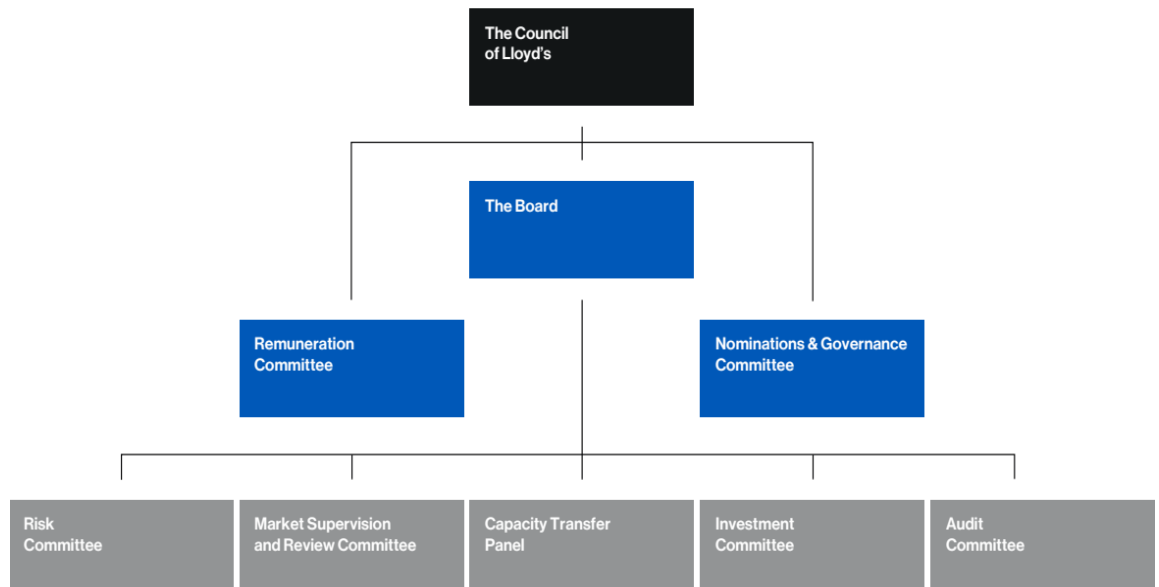 The Council
of Lloyd's
The Board
Remuneration
Committee
Nominations & Governance
Committee
Risk
Committee
Market Supervision
and Review Committee
Capacity Transfer
Panel
Investment
Committee
Audit
Committee